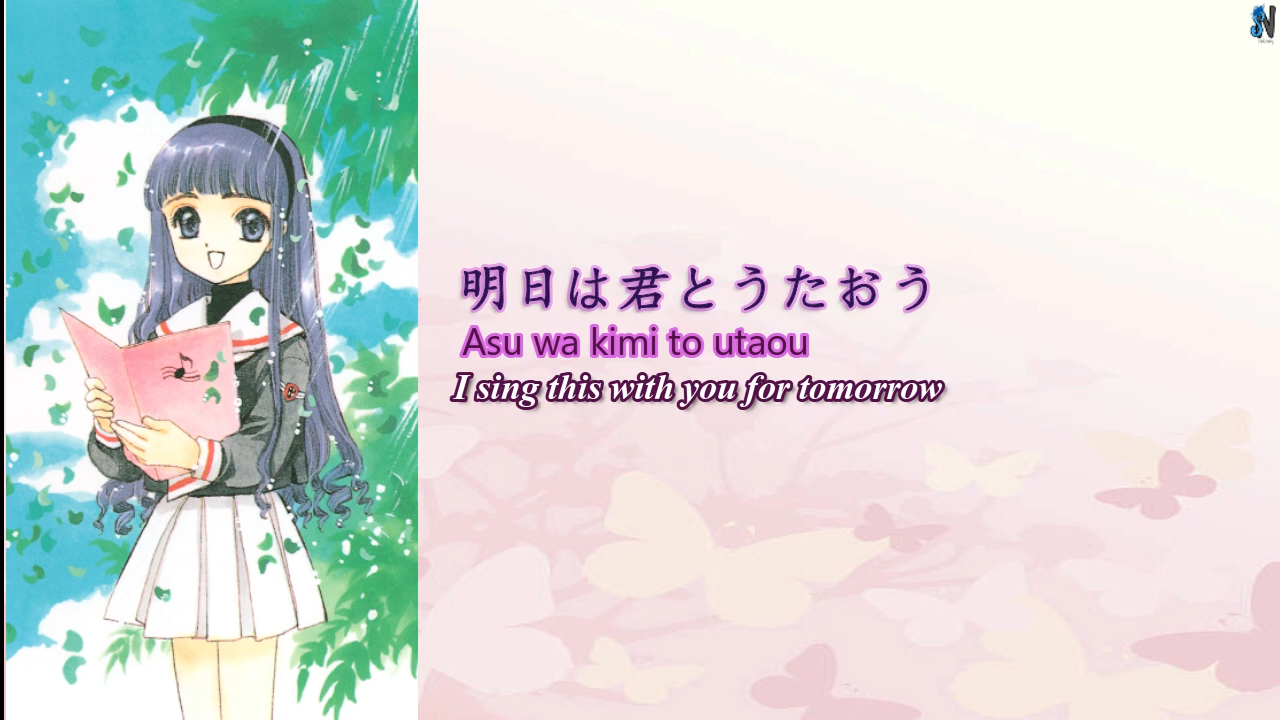 明日は君とうたおう
Asu wa kimi to utaou
I sing this with you for tomorrow